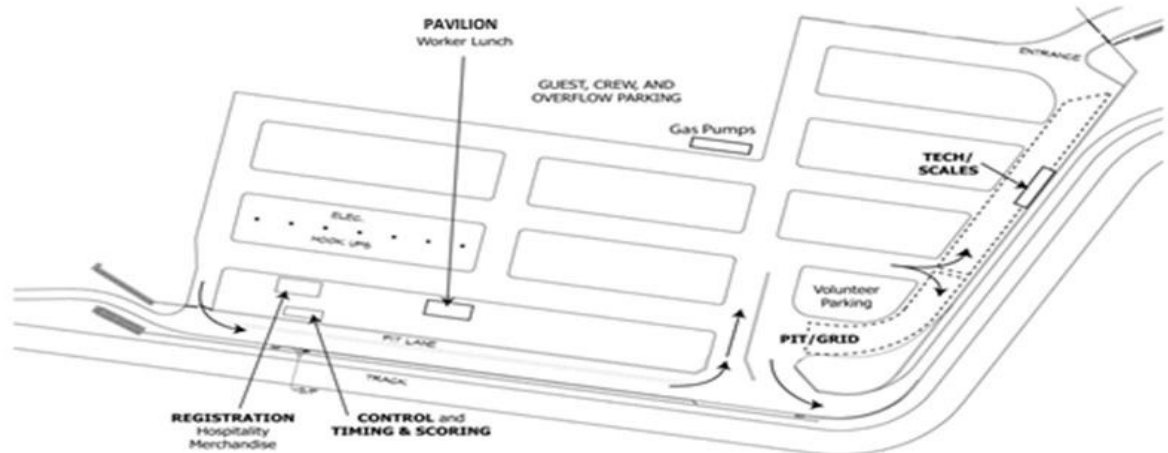 PAVILION
Worker Lunch
GUEST, CREW, AND
OVERFLOW PARKING
Gas Pumps
ENTRANCE
TECH/
SCALES
ELEC.
HOOK UPS
Volunteer
Parking
PIT/GRID
PIT LANE
TRACK
REGISTRATION
Hospitality
Merchandise
CONTROL and
TIMING & SCORING